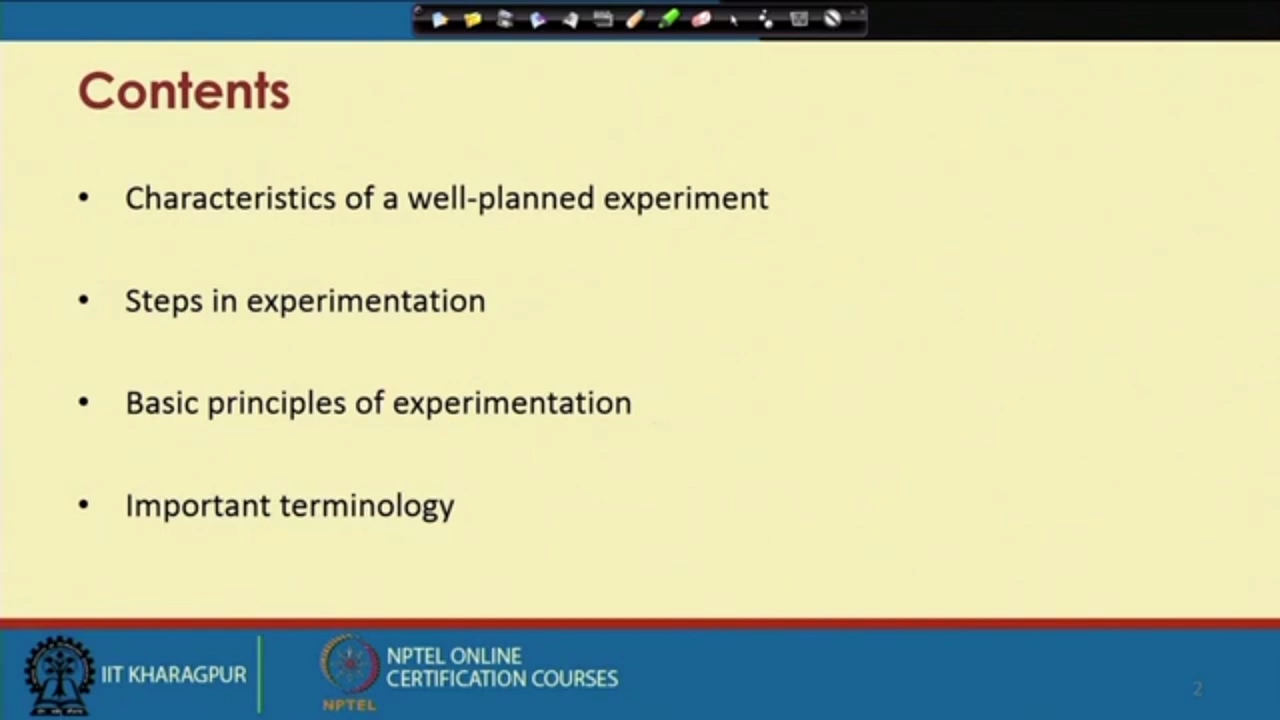 Contents
• Characteristics of a well-planned experiment
• Steps in experimentation
• Basic principles of experimentation
• Important terminology
IIT KHARAGPUR
NPTEL
NPTEL ONLINE
CERTIFICATION COURSES
2